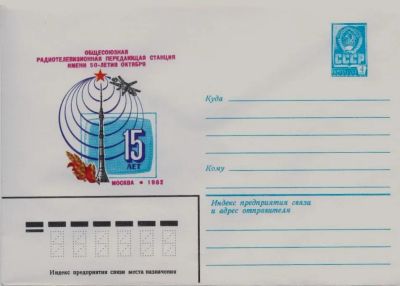 ОБЩЕСОЮЗНАЯ
РАДИОТЕЛЕВИЗИОННАЯ ПЕРЕДАЮЩАЯ СТАНЦИЯ
ИМЕНИ 50-ЛЕТИЯ ОКТЯБРЯ
15
ЛЕТ
МОСКВА • 1982
СССР
Куда
Кому
Индекс предприятия связи
и адрес отправителя
Индекс предприятия связи места назначения